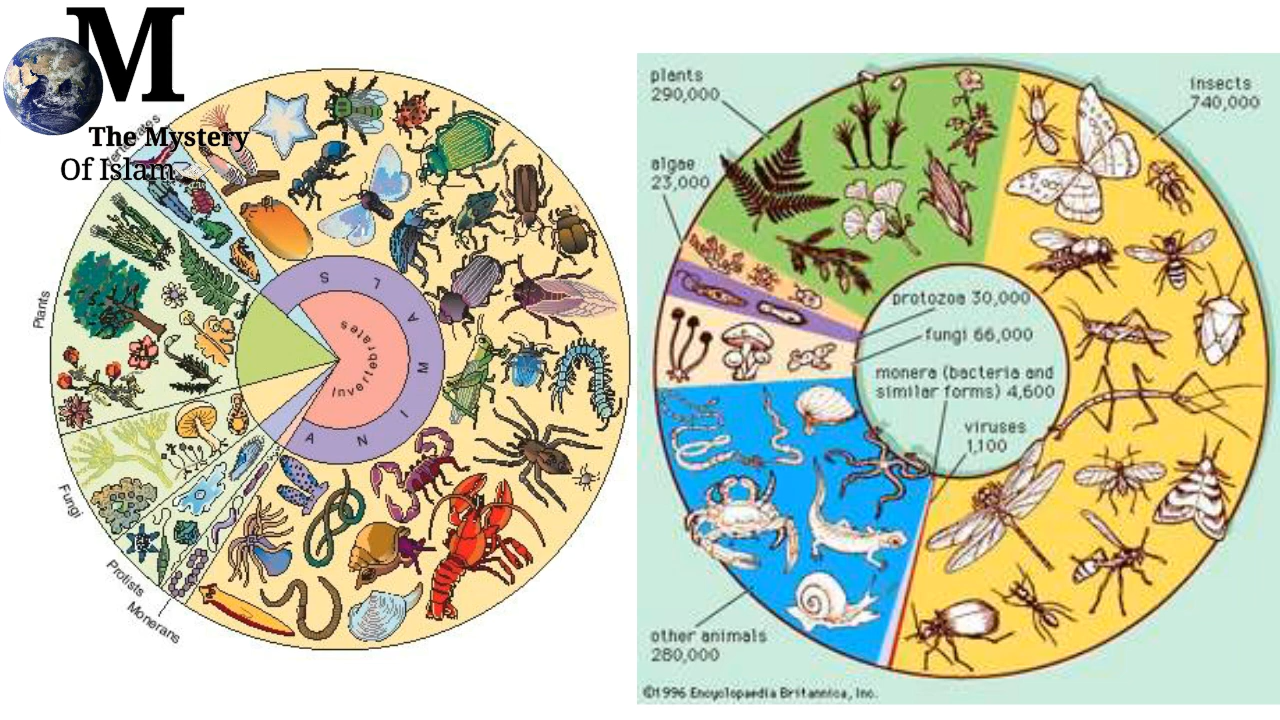 M
The Mystery
Of Islam
Plants
Fungi
Protists
Monerans
Invertebrates
ANIMALS
plants
290,000
algae
23,000
insects
740,000
protozoa 30,000
fungi 66,000
monera (bacteria and
similar forms) 4,600
viruses
1,100
other animals
280,000
©1996 Encyclopaedia Britannica, Inc.